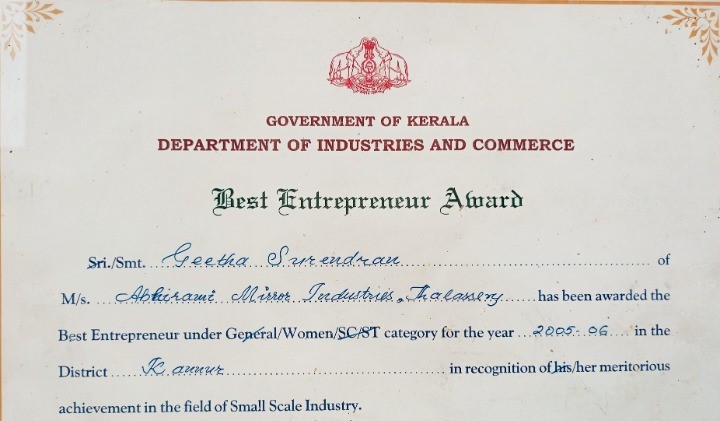 GOVERNMENT OF KERALA
DEPARTMENT OF INDUSTRIES AND COMMERCE
Best Entrepreneur Award
Sri./Smt. Geetha Surendran of
M/s. Abhirami Mirror Industries, Thalassery has been awarded the
Best Entrepreneur under General/Women/SC/ST category for the year 2005-06 in the
District Kannur in recognition of his/her meritorious
achievement in the field of Small Scale Industry.